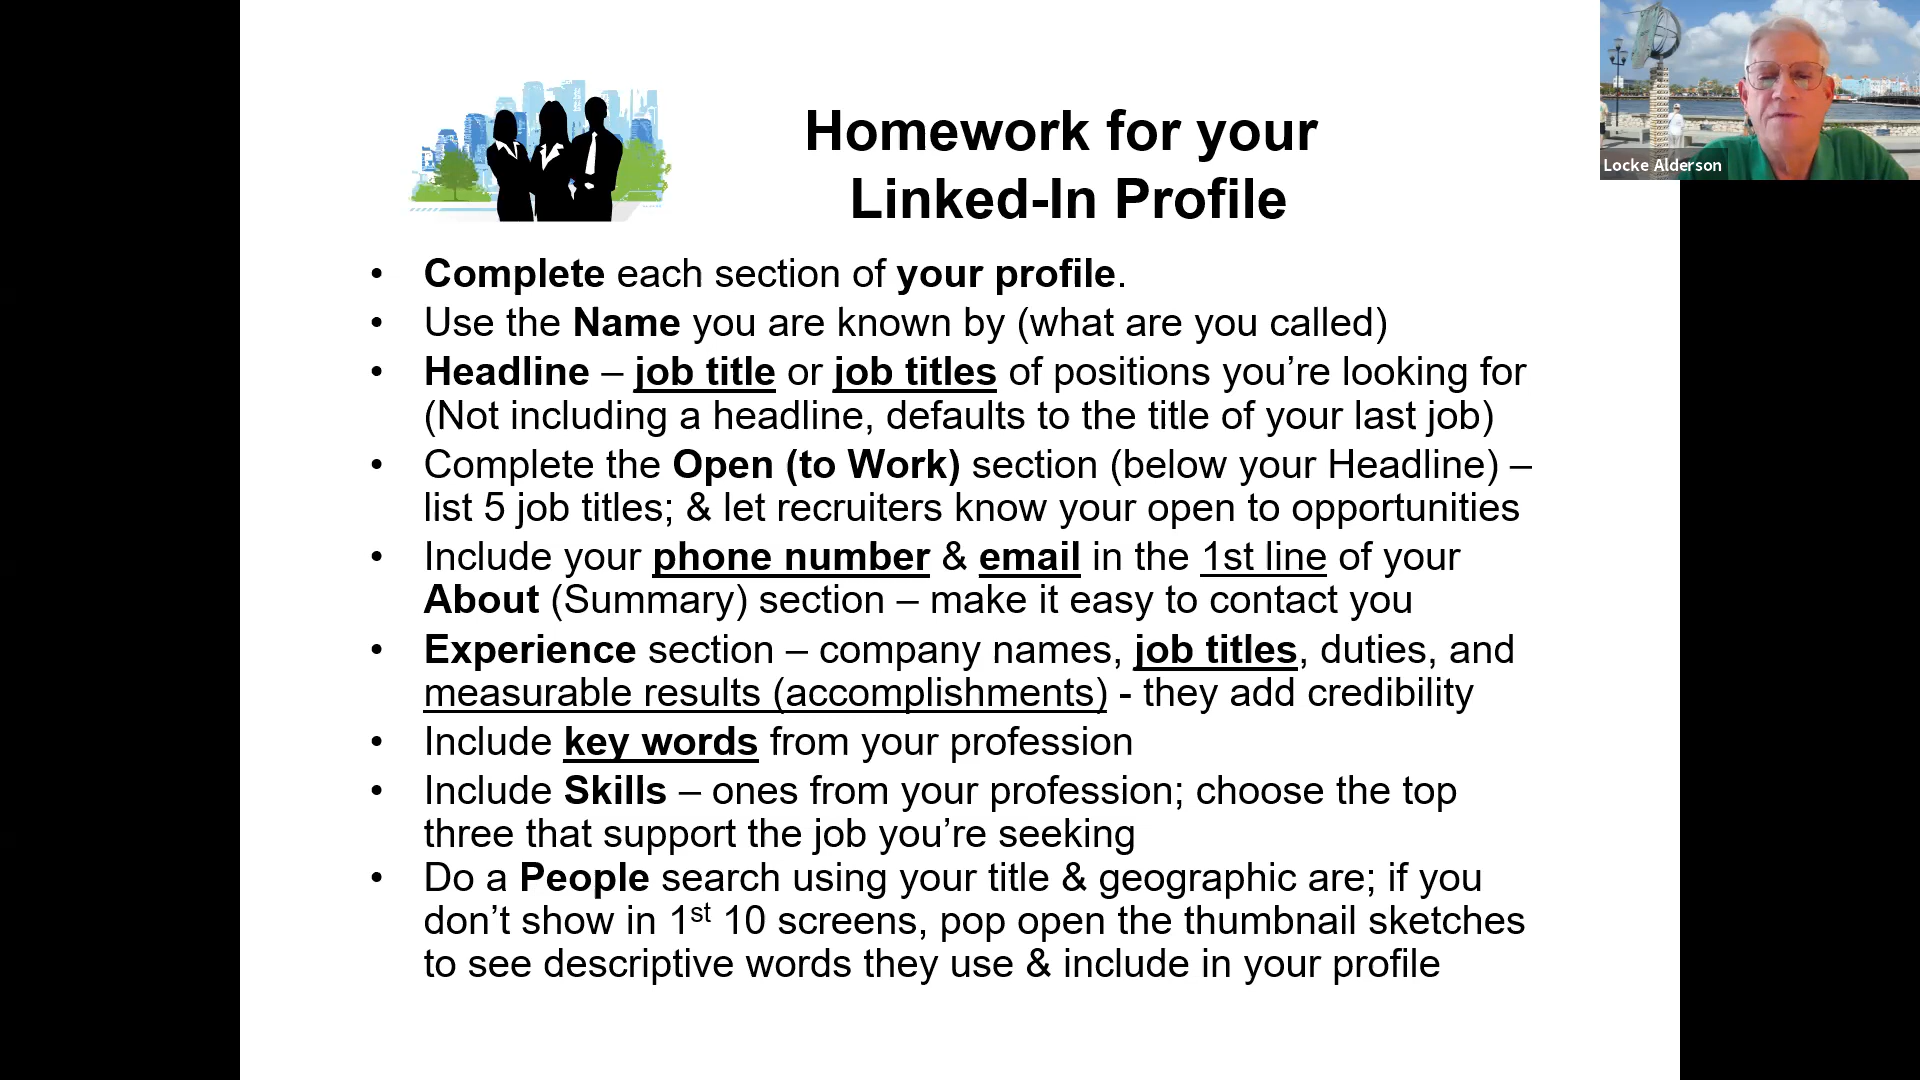 Homework for your
Linked-In Profile
Locke Alderson
• Complete each section of your profile.
• Use the Name you are known by (what are you called)
• Headline – job title or job titles of positions you’re looking for
(Not including a headline, defaults to the title of your last job)
• Complete the Open (to Work) section (below your Headline) –
list 5 job titles; & let recruiters know your open to opportunities
• Include your phone number & email in the 1st line of your
About (Summary) section – make it easy to contact you
• Experience section – company names, job titles, duties, and
measurable results (accomplishments) - they add credibility
• Include key words from your profession
• Include Skills – ones from your profession; choose the top
three that support the job you’re seeking
• Do a People search using your title & geographic are; if you
don’t show in 1st 10 screens, pop open the thumbnail sketches
to see descriptive words they use & include in your profile